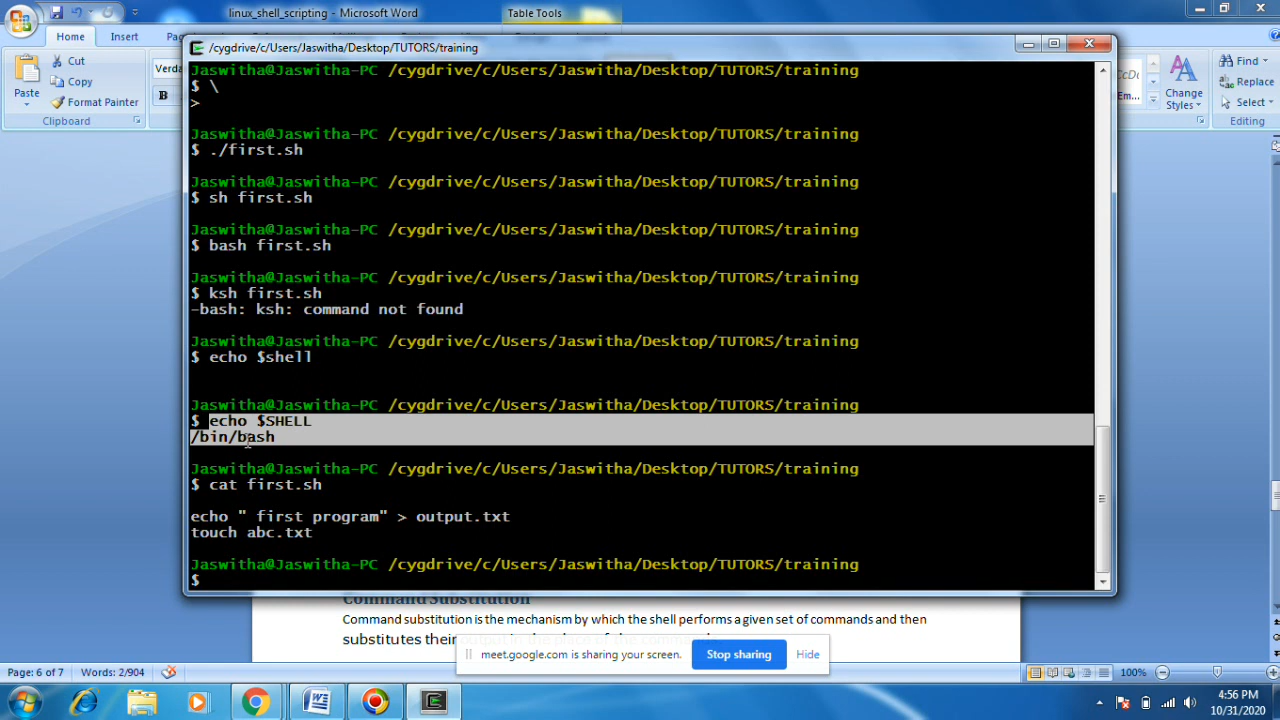 linux_shell_scripting - Microsoft Word
Table Tools
Home
Insert
Cut
Copy
Format Painter
Paste
Clipboard
B
Change
Styles
Find
Replace
Select
Editing
/cygdrive/c/Users/Jaswitha/Desktop/TUTORS/training
Jaswitha@Jaswitha-PC /cygdrive/c/Users/Jaswitha/Desktop/TUTORS/training
$ \
>
Jaswitha@Jaswitha-PC /cygdrive/c/Users/Jaswitha/Desktop/TUTORS/training
$ ./first.sh
Jaswitha@Jaswitha-PC /cygdrive/c/Users/Jaswitha/Desktop/TUTORS/training
$ sh first.sh
Jaswitha@Jaswitha-PC /cygdrive/c/Users/Jaswitha/Desktop/TUTORS/training
$ bash first.sh
Jaswitha@Jaswitha-PC /cygdrive/c/Users/Jaswitha/Desktop/TUTORS/training
$ ksh first.sh
-bash: ksh: command not found
Jaswitha@Jaswitha-PC /cygdrive/c/Users/Jaswitha/Desktop/TUTORS/training
$ echo $shell
Jaswitha@Jaswitha-PC /cygdrive/c/Users/Jaswitha/Desktop/TUTORS/training
$ echo $SHELL
/bin/bash
Jaswitha@Jaswitha-PC /cygdrive/c/Users/Jaswitha/Desktop/TUTORS/training
$ cat first.sh
echo " first program" > output.txt
touch abc.txt
Jaswitha@Jaswitha-PC /cygdrive/c/Users/Jaswitha/Desktop/TUTORS/training
$
Command Substitution
Command substitution is the mechanism by which the shell performs a given set of commands and then
substitutes their output in the place of the commands
meet.google.com is sharing your screen.
Stop sharing
Hide
Page: 6 of 7
Words: 2/904
100%
4:56 PM
10/31/2020